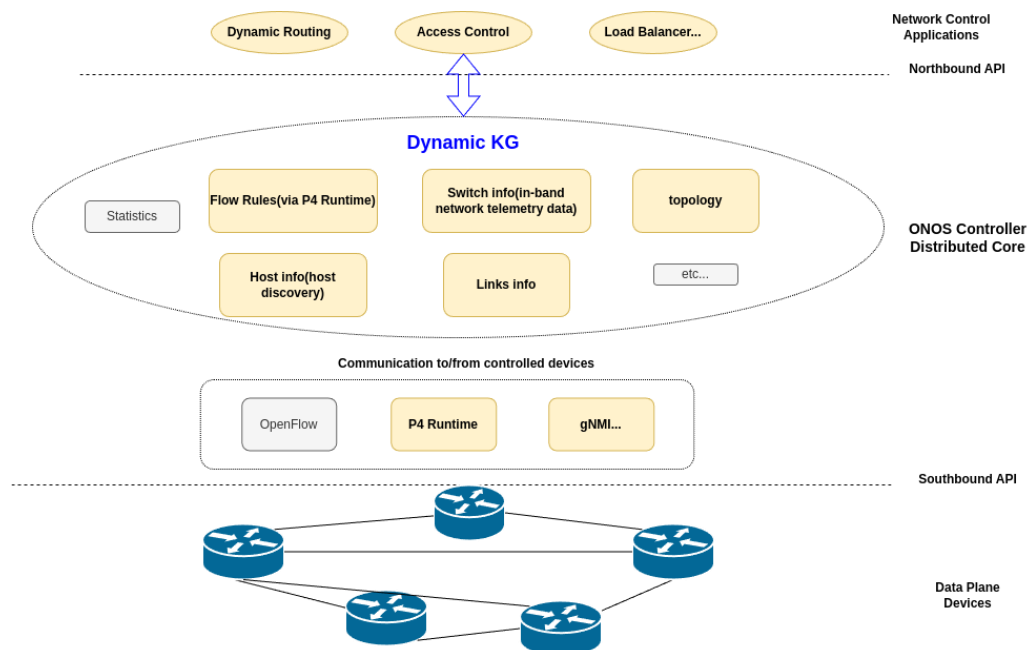 Dynamic Routing
Access Control
Load Balancer...
Network Control
Applications
Northbound API
Dynamic KG
Statistics
Flow Rules(via P4 Runtime)
Switch info(in-band
network telemetry data)
topology
ONOS Controller
Distributed Core
Host info(host
discovery)
Links info
etc...
Communication to/from controlled devices
OpenFlow
P4 Runtime
gNMI...
Southbound API
Data Plane
Devices